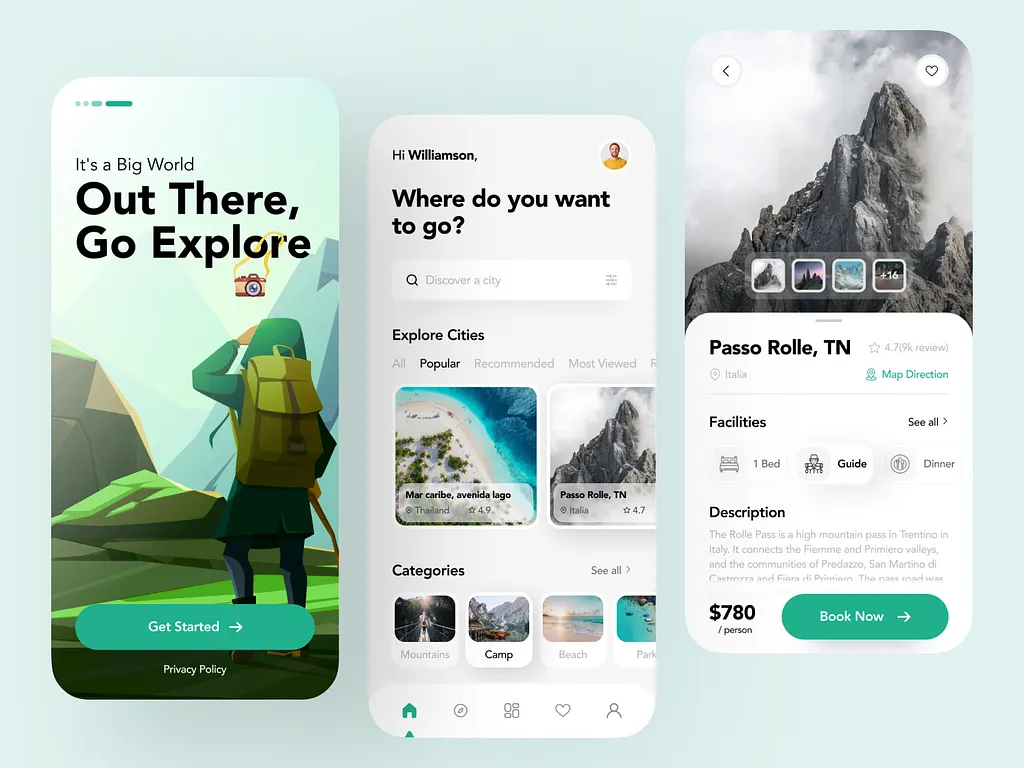 It's a Big World
Out There,
Go Explore
Get Started
Privacy Policy
Hi Williamson,
Where do you want
to go?
Discover a city
Explore Cities
All Popular Recommended Most Viewed R
Mar caribe, avenida lago
Thailand 4.9
Passo Rolle, TN
Italia 4.7
Categories See all
Mountains Camp Beach Park
+16
Passo Rolle, TN 4.7(9k review)
Italia Map Direction
Facilities See all
1 Bed Guide Dinner
Description
The Rolle Pass is a high mountain pass in Trentino in
Italy. It connects the Fiemme and Primiero valleys,
and the communities of Predazzo, San Martino di
Castrozza and Fiera di Primiero. The pass road was
$780
/ person
Book Now